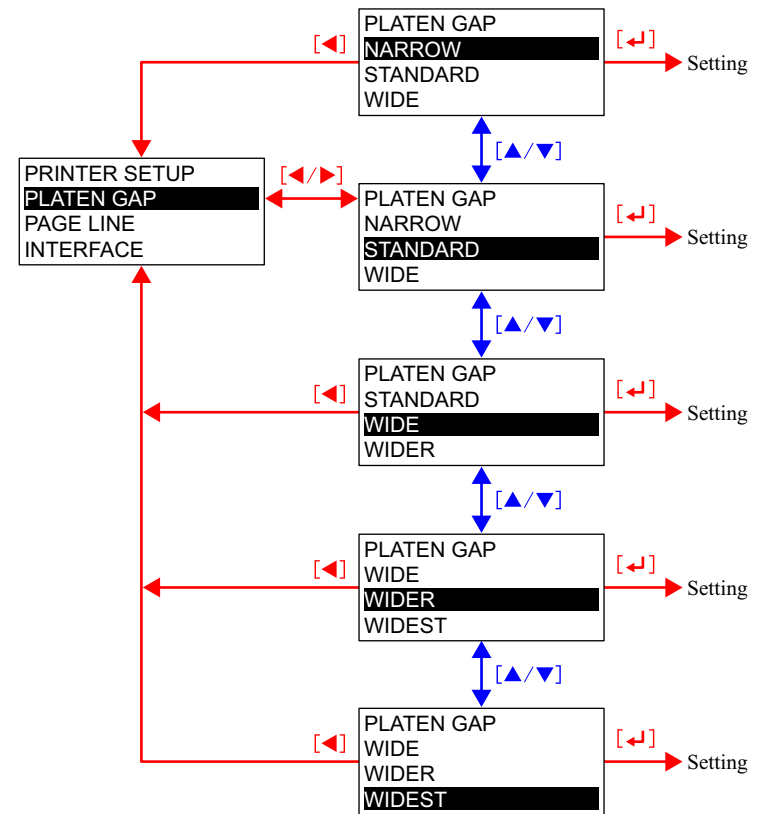 PLATEN GAP
NARROW
STANDARD
WIDE
[◀]
[↵]
Setting
[▲/▼]
PRINTER SETUP
PLATEN GAP
PAGE LINE
INTERFACE
[◀/▶]
PLATEN GAP
NARROW
STANDARD
WIDE
[↵]
Setting
[▲/▼]
PLATEN GAP
STANDARD
WIDE
WIDER
[◀]
[↵]
Setting
[▲/▼]
PLATEN GAP
WIDE
WIDER
WIDEST
[◀]
[↵]
Setting
[▲/▼]
PLATEN GAP
WIDE
WIDER
WIDEST
[◀]
[↵]
Setting